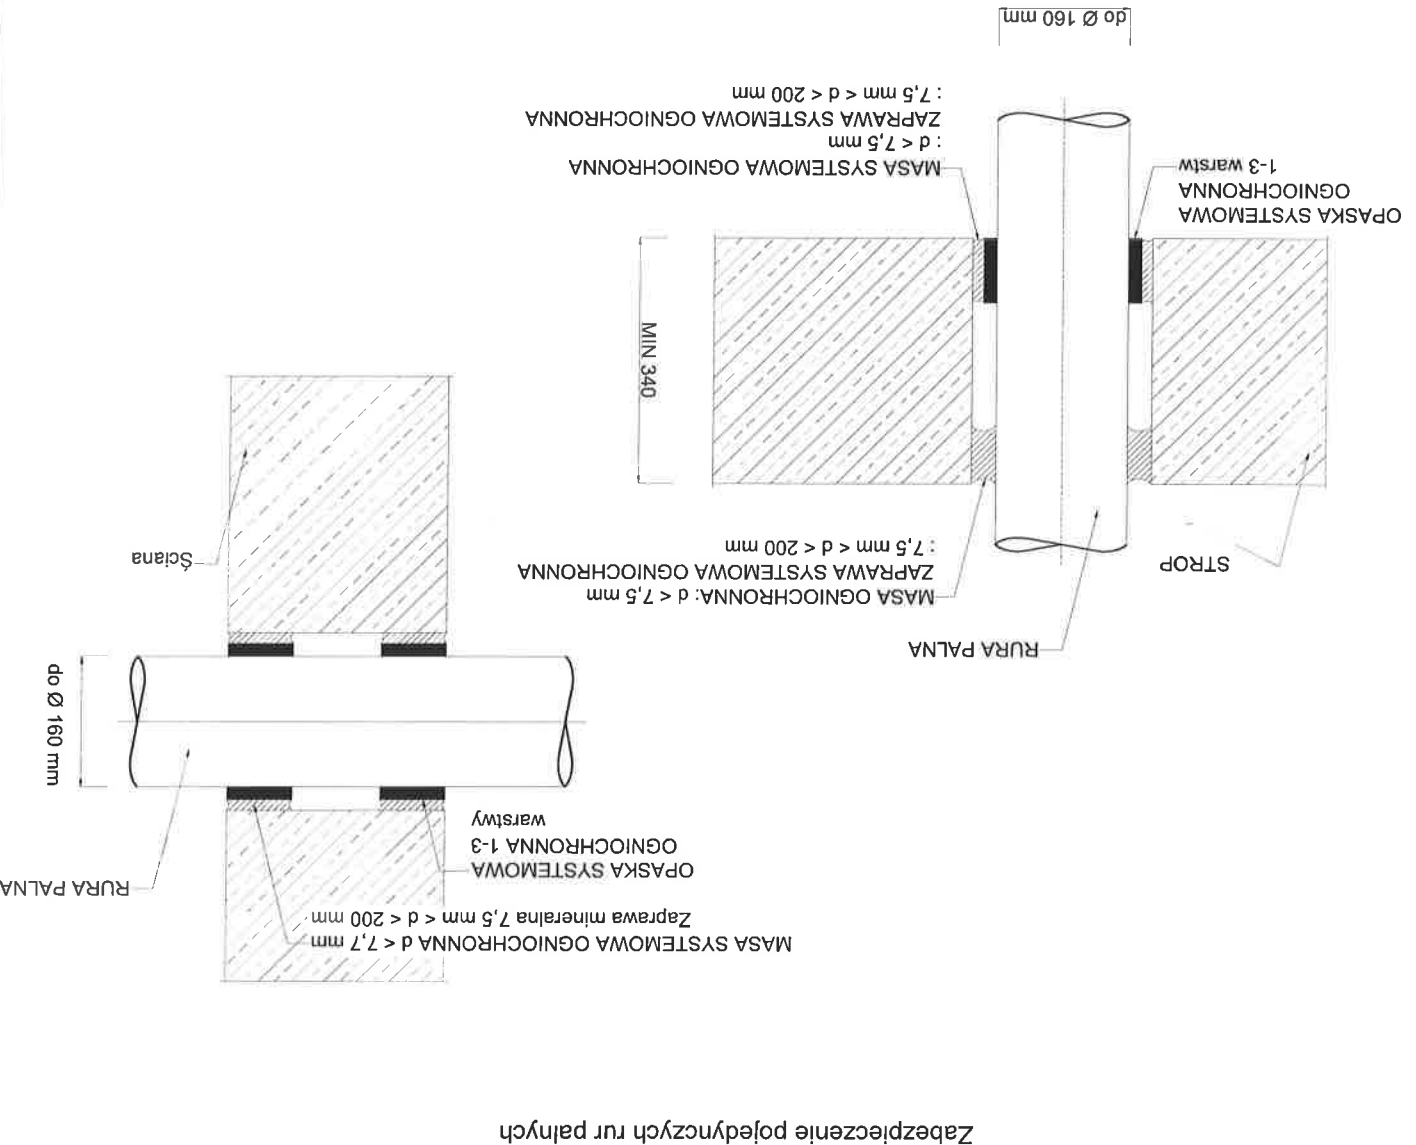 Zabezpieczenie pojedynczych rur palnych
MASA SYSTEMOWA OGNIOCHRONNA d < 7,7 mm
Zaprawa mineralna 7,5 mm < d < 200 mm
OPASKA SYSTEMOWA
OGNIOCHRONNA 1-3
warstwy
RURA PALNA
do Ø 160 mm
Ściana
RURA PALNA
MASA OGNIOCHRONNA: d < 7,5 mm
ZAPRAWA SYSTEMOWA OGNIOCHRONNA
: 7,5 mm < d < 200 mm
STROP
MIN 340
OPASKA SYSTEMOWA
OGNIOCHRONNA
1-3 warstw
MASA SYSTEMOWA OGNIOCHRONNA
: d < 7,5 mm
ZAPRAWA SYSTEMOWA OGNIOCHRONNA
: 7,5 mm < d < 200 mm
do Ø 160 mm